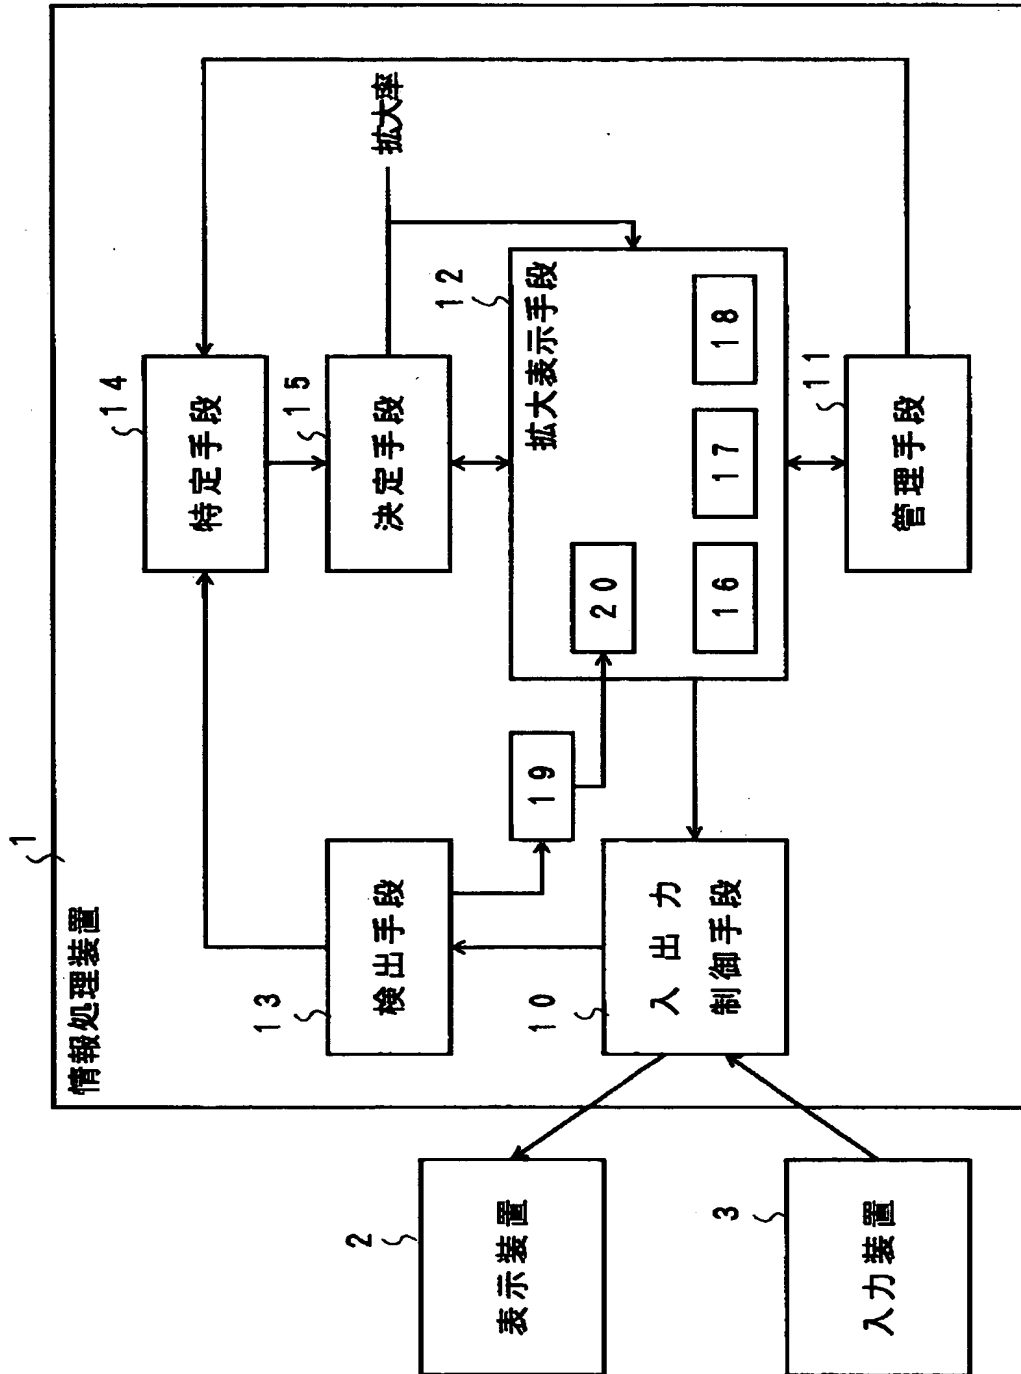 1
情報処理装置
2
表示装置
3
入力装置
13
検出手段
10
入出力
制御手段
19
14
特定手段
15
決定手段
拡大率
12
拡大表示手段
20
16
17
18
11
管理手段